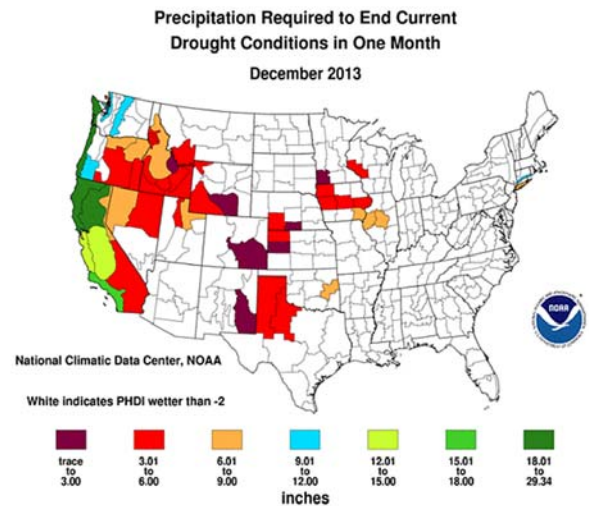 Precipitation Required to End Current
Drought Conditions in One Month
December 2013
NOAA
National Climatic Data Center, NOAA
White indicates PHDI wetter than -2
trace to 3.00
3.01 to 6.00
6.01 to 9.00
9.01 to 12.00
12.01 to 15.00
15.01 to 18.00
18.01 to 29.34
inches